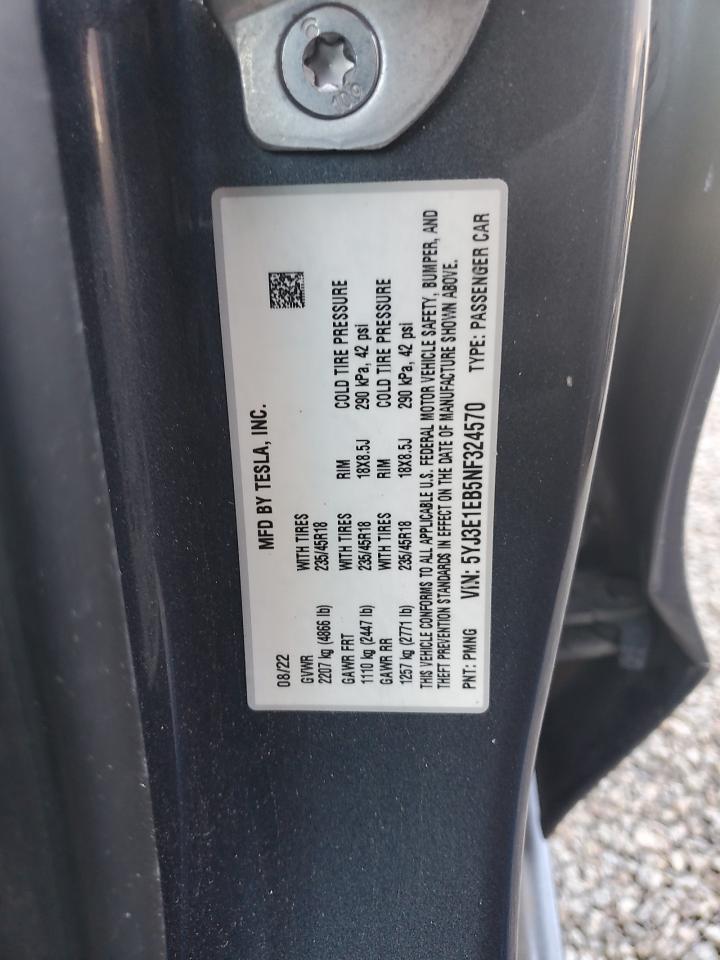 6
109
MFD BY TESLA, INC.
08/22
GVWR WITH TIRES
2207 kg (4866 lb) 235/45R18
GAWR FRT WITH TIRES RIM COLD TIRE PRESSURE
1110 kg (2447 lb) 235/45R18 18X8.5J 290 kPa, 42 psi
GAWR RR WITH TIRES RIM COLD TIRE PRESSURE
1257 kg (2771 lb) 235/45R18 18X8.5J 290 kPa, 42 psi
THIS VEHICLE CONFORMS TO ALL APPLICABLE U.S. FEDERAL MOTOR VEHICLE SAFETY, BUMPER, AND
THEFT PREVENTION STANDARDS IN EFFECT ON THE DATE OF MANUFACTURE SHOWN ABOVE.
PNT: PMNG VIN: 5YJ3E1EB5NF324570 TYPE: PASSENGER CAR